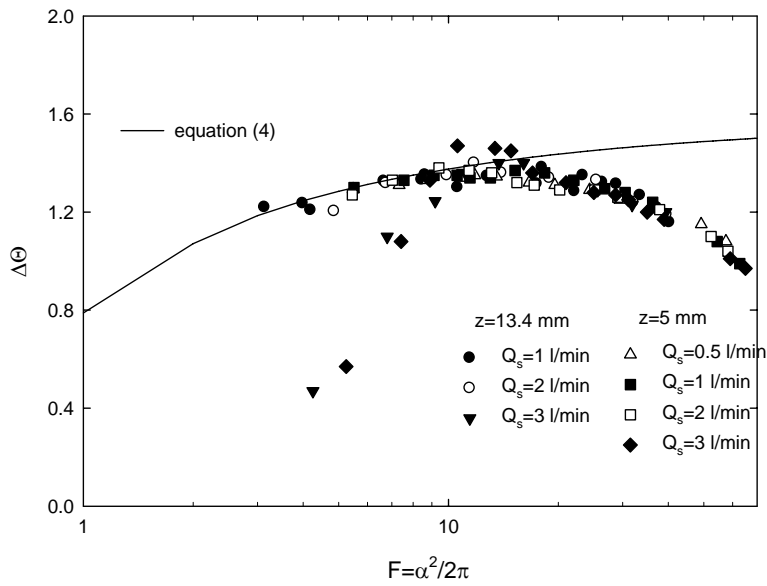 2.0
1.6
1.2
0.8
0.4
0.0
ΔΘ
equation (4)
z=13.4 mm
Qₛ=1 l/min
Qₛ=2 l/min
Qₛ=3 l/min
z=5 mm
Qₛ=0.5 l/min
Qₛ=1 l/min
Qₛ=2 l/min
Qₛ=3 l/min
1
10
F=α²/2π